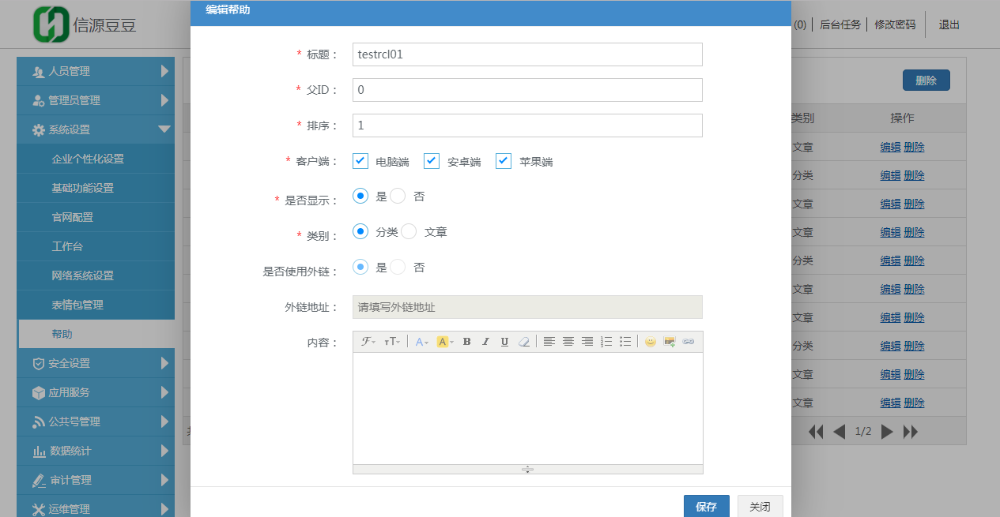 信源豆豆
(0) 后台任务 修改密码 退出
人员管理
管理员管理
系统设置
企业个性化设置
基础功能设置
官网配置
工作台
网络系统设置
表情包管理
帮助
安全设置
应用服务
公共号管理
数据统计
审计管理
运维管理
编辑帮助
* 标题： testrcl01
* 父ID： 0
* 排序： 1
* 客户端： 电脑端 安卓端 苹果端
* 是否显示： 是 否
* 类别： 分类 文章
是否使用外链： 是 否
外链地址： 请填写外链地址
内容：
保存 关闭
删除
类别 操作
文章 编辑 删除
分类 编辑 删除
文章 编辑 删除
文章 编辑 删除
分类 编辑 删除
文章 编辑 删除
文章 编辑 删除
分类 编辑 删除
文章 编辑 删除
文章 编辑 删除
1/2